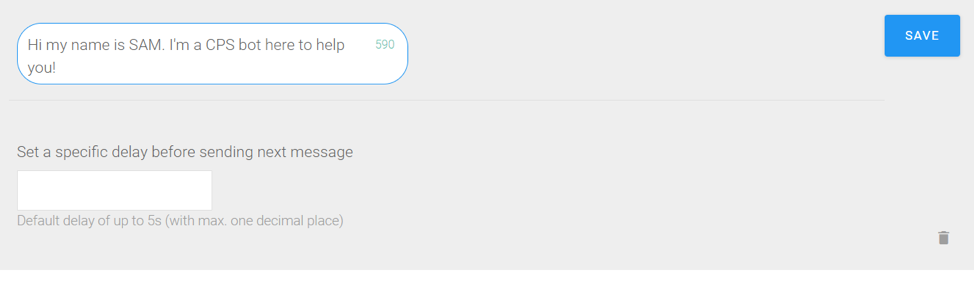 Hi my name is SAM. I'm a CPS bot here to help
you!
590
SAVE
Set a specific delay before sending next message
Default delay of up to 5s (with max. one decimal place)